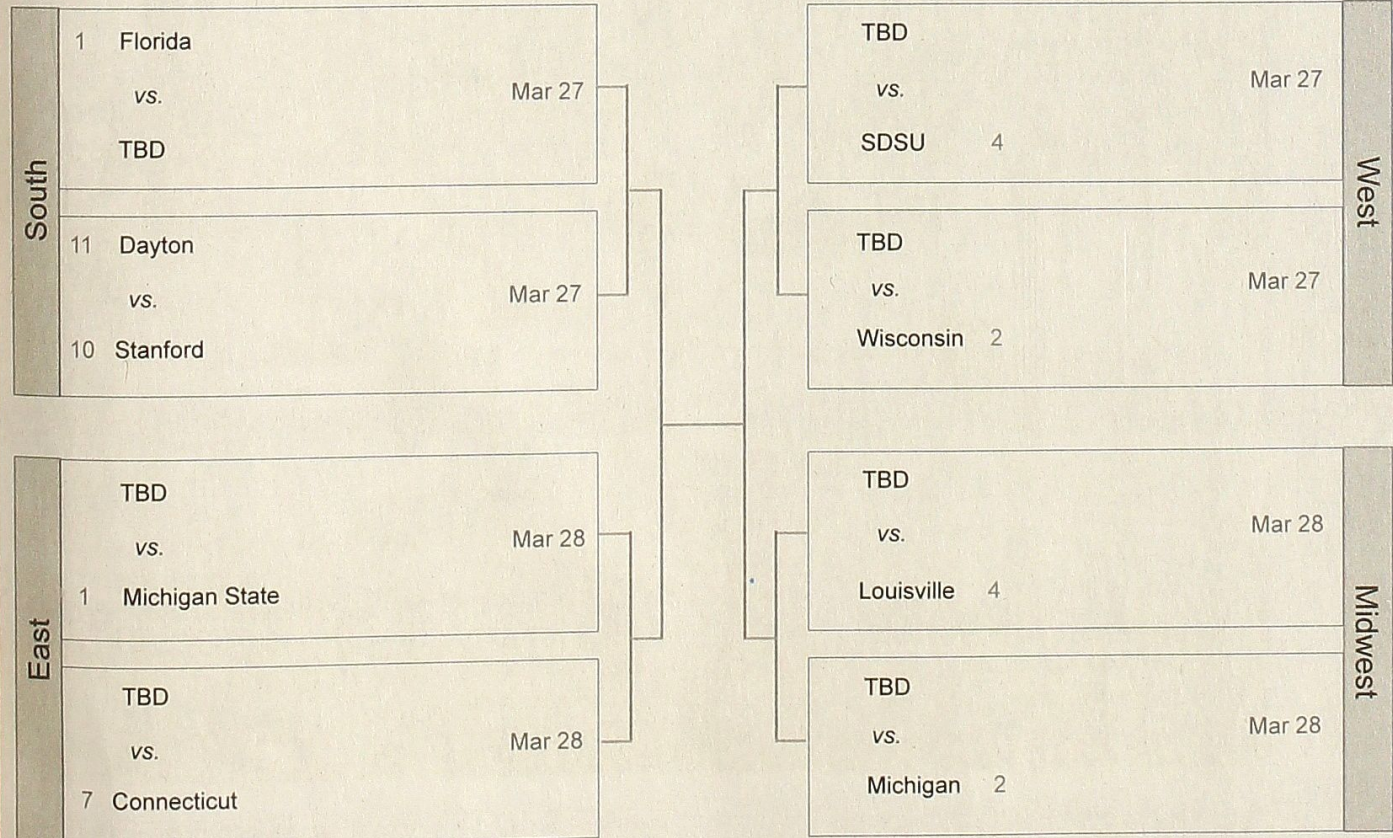 South
1 Florida
vs.
TBD
Mar 27
11 Dayton
vs.
10 Stanford
Mar 27
East
TBD
vs.
1 Michigan State
Mar 28
TBD
vs.
7 Connecticut
Mar 28
West
TBD
vs.
SDSU 4
Mar 27
TBD
vs.
Wisconsin 2
Mar 27
Midwest
TBD
vs.
Louisville 4
Mar 28
TBD
vs.
Michigan 2
Mar 28